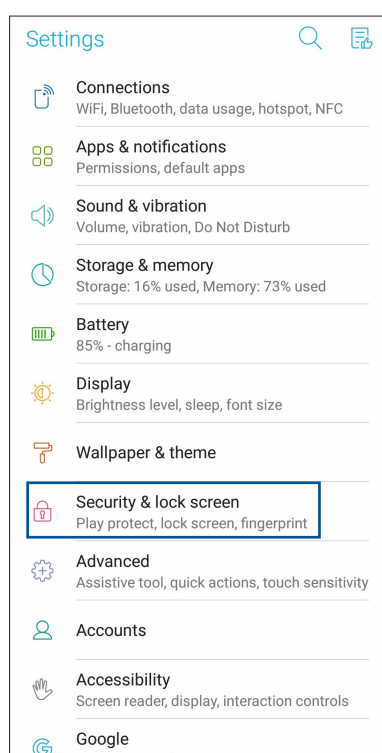 Settings
Connections
WiFi, Bluetooth, data usage, hotspot, NFC
Apps & notifications
Permissions, default apps
Sound & vibration
Volume, vibration, Do Not Disturb
Storage & memory
Storage: 16% used, Memory: 73% used
Battery
85% - charging
Display
Brightness level, sleep, font size
Wallpaper & theme
Security & lock screen
Play protect, lock screen, fingerprint
Advanced
Assistive tool, quick actions, touch sensitivity
Accounts
Accessibility
Screen reader, display, interaction controls
Google